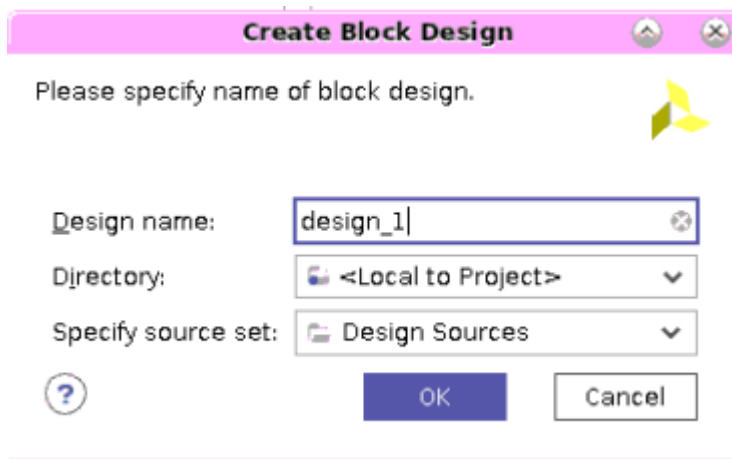 Create Block Design
Please specify name of block design.
Design name: design_1
Directory: <Local to Project>
Specify source set: Design Sources
? OK Cancel